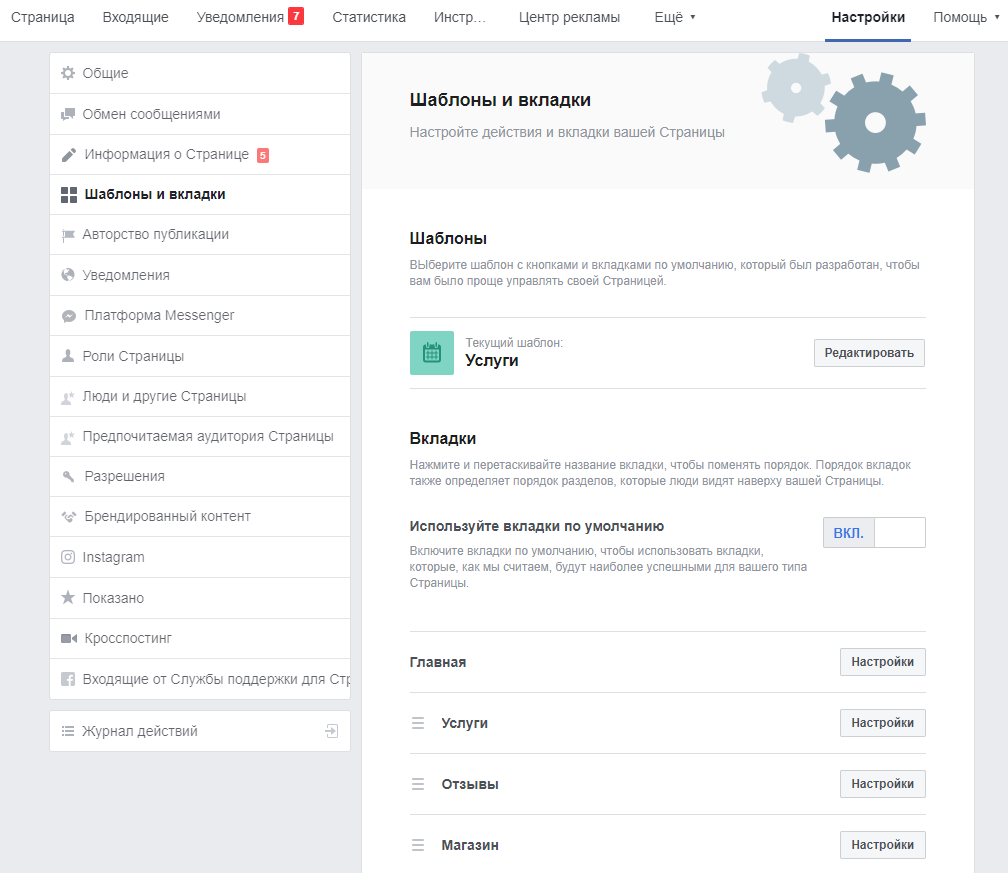 Страница Входящие Уведомления 7 Статистика Инстр... Центр рекламы Ещё Настройки Помощь
Общие
Обмен сообщениями
Информация о Странице 5
Шаблоны и вкладки
Авторство публикации
Уведомления
Платформа Messenger
Роли Страницы
Люди и другие Страницы
Предпочитаемая аудитория Страницы
Разрешения
Брендированный контент
Instagram
Показано
Кросспостинг
Входящие от Службы поддержки для Стр
Журнал действий
Шаблоны и вкладки
Настройте действия и вкладки вашей Страницы
Шаблоны
ВЫберите шаблон с кнопками и вкладками по умолчанию, который был разработан, чтобы
вам было проще управлять своей Страницей.
Текущий шаблон:
Услуги
Редактировать
Вкладки
Нажмите и перетаскивайте название вкладки, чтобы поменять порядок. Порядок вкладок
также определяет порядок разделов, которые люди видят наверху вашей Страницы.
Используйте вкладки по умолчанию
ВКЛ.
Включите вкладки по умолчанию, чтобы использовать вкладки,
которые, как мы считаем, будут наиболее успешными для вашего типа
Страницы.
Главная Настройки
Услуги Настройки
Отзывы Настройки
Магазин Настройки